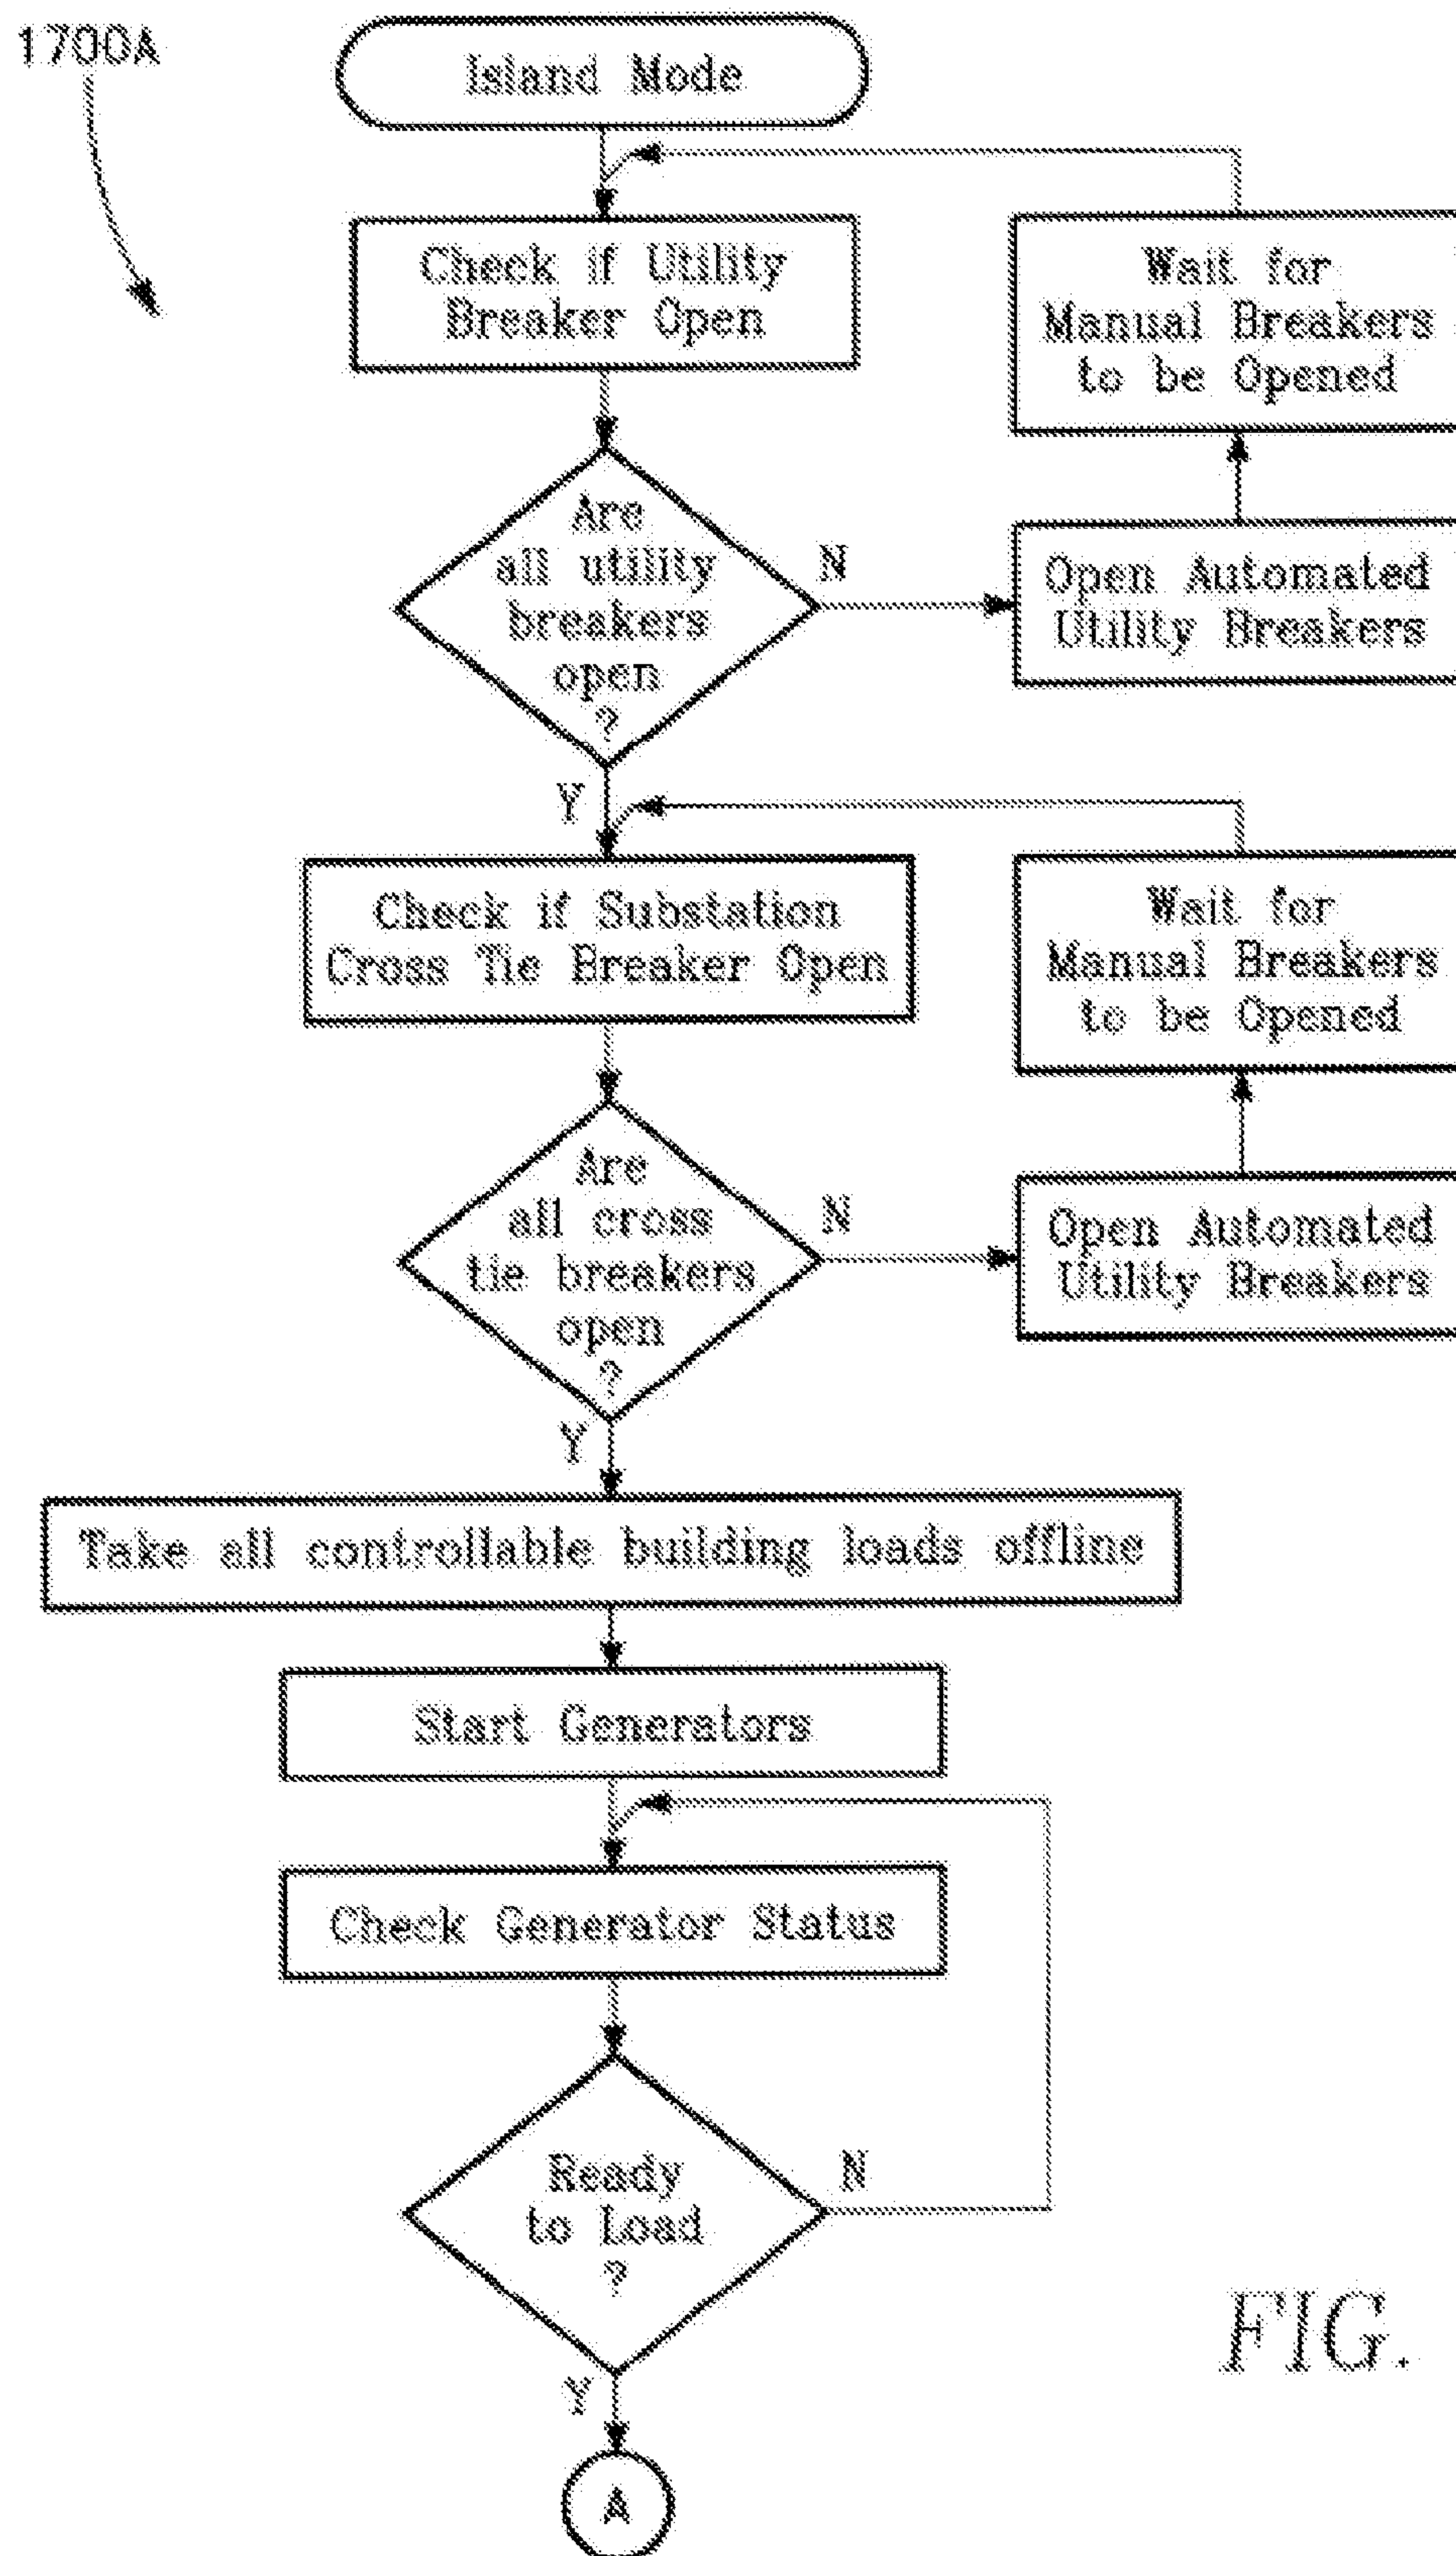 1700A
Island Mode
Check if Utility
Breaker Open
Wait for
Manual Breakers
to be Opened
Are
all utility
breakers
open
?
N
Open Automated
Utility Breakers
Y
Check if Substation
Cross Tie Breaker Open
Wait for
Manual Breakers
to be Opened
Are
all cross
tie breakers
open
?
N
Open Automated
Utility Breakers
Y
Take all controllable building loads offline
Start Generators
Check Generator Status
Ready
to Load
?
N
Y
A
FIG.